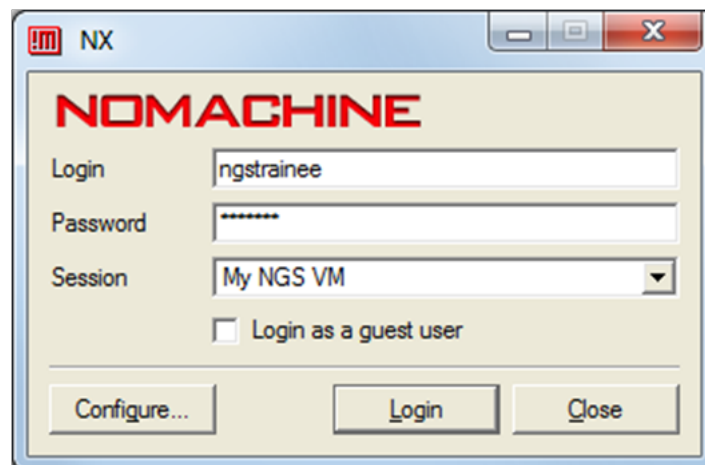 !m NX
NOMACHINE
Login ngstrainee
Password *******
Session My NGS VM
Login as a guest user
Configure... Login Close